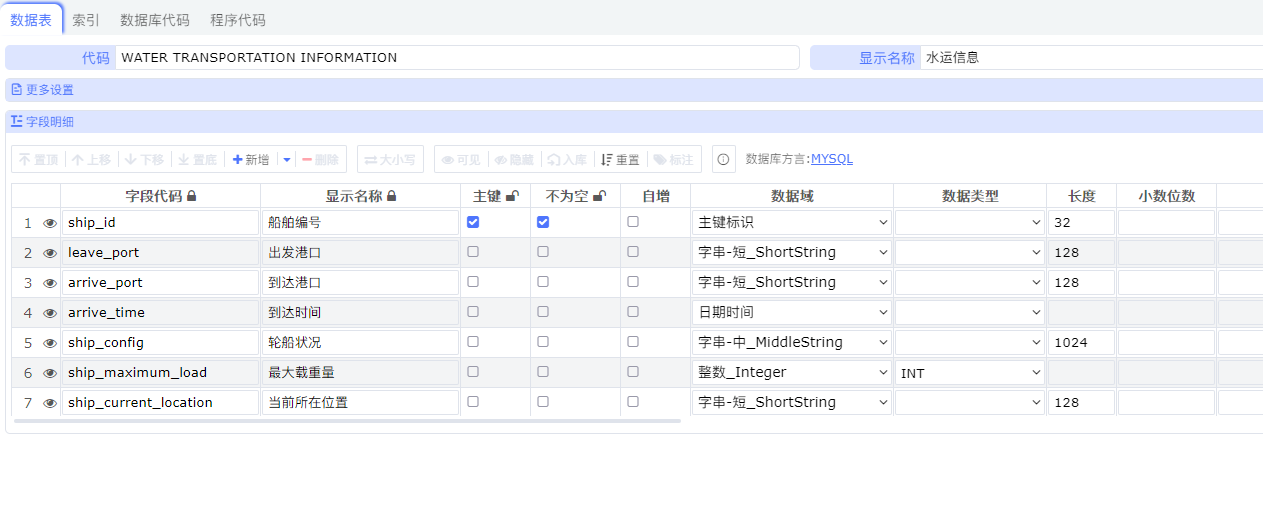 数据表 索引 数据库代码 程序代码
代码 WATER TRANSPORTATION INFORMATION 显示名称 水运信息
更多设置
字段明细
置顶 上移 下移 置底 新增 删除 大小写 可见 隐藏 入库 重置 标注 数据库方言:MYSQL
字段代码 显示名称 主键 不为空 自增 数据域 数据类型 长度 小数位数
1 ship_id 船舶编号 主键标识 32
2 leave_port 出发港口 字串-短_ShortString 128
3 arrive_port 到达港口 字串-短_ShortString 128
4 arrive_time 到达时间 日期时间
5 ship_config 轮船状况 字串-中_MiddleString 1024
6 ship_maximum_load 最大载重量 整数_Integer INT
7 ship_current_location 当前所在位置 字串-短_ShortString 128